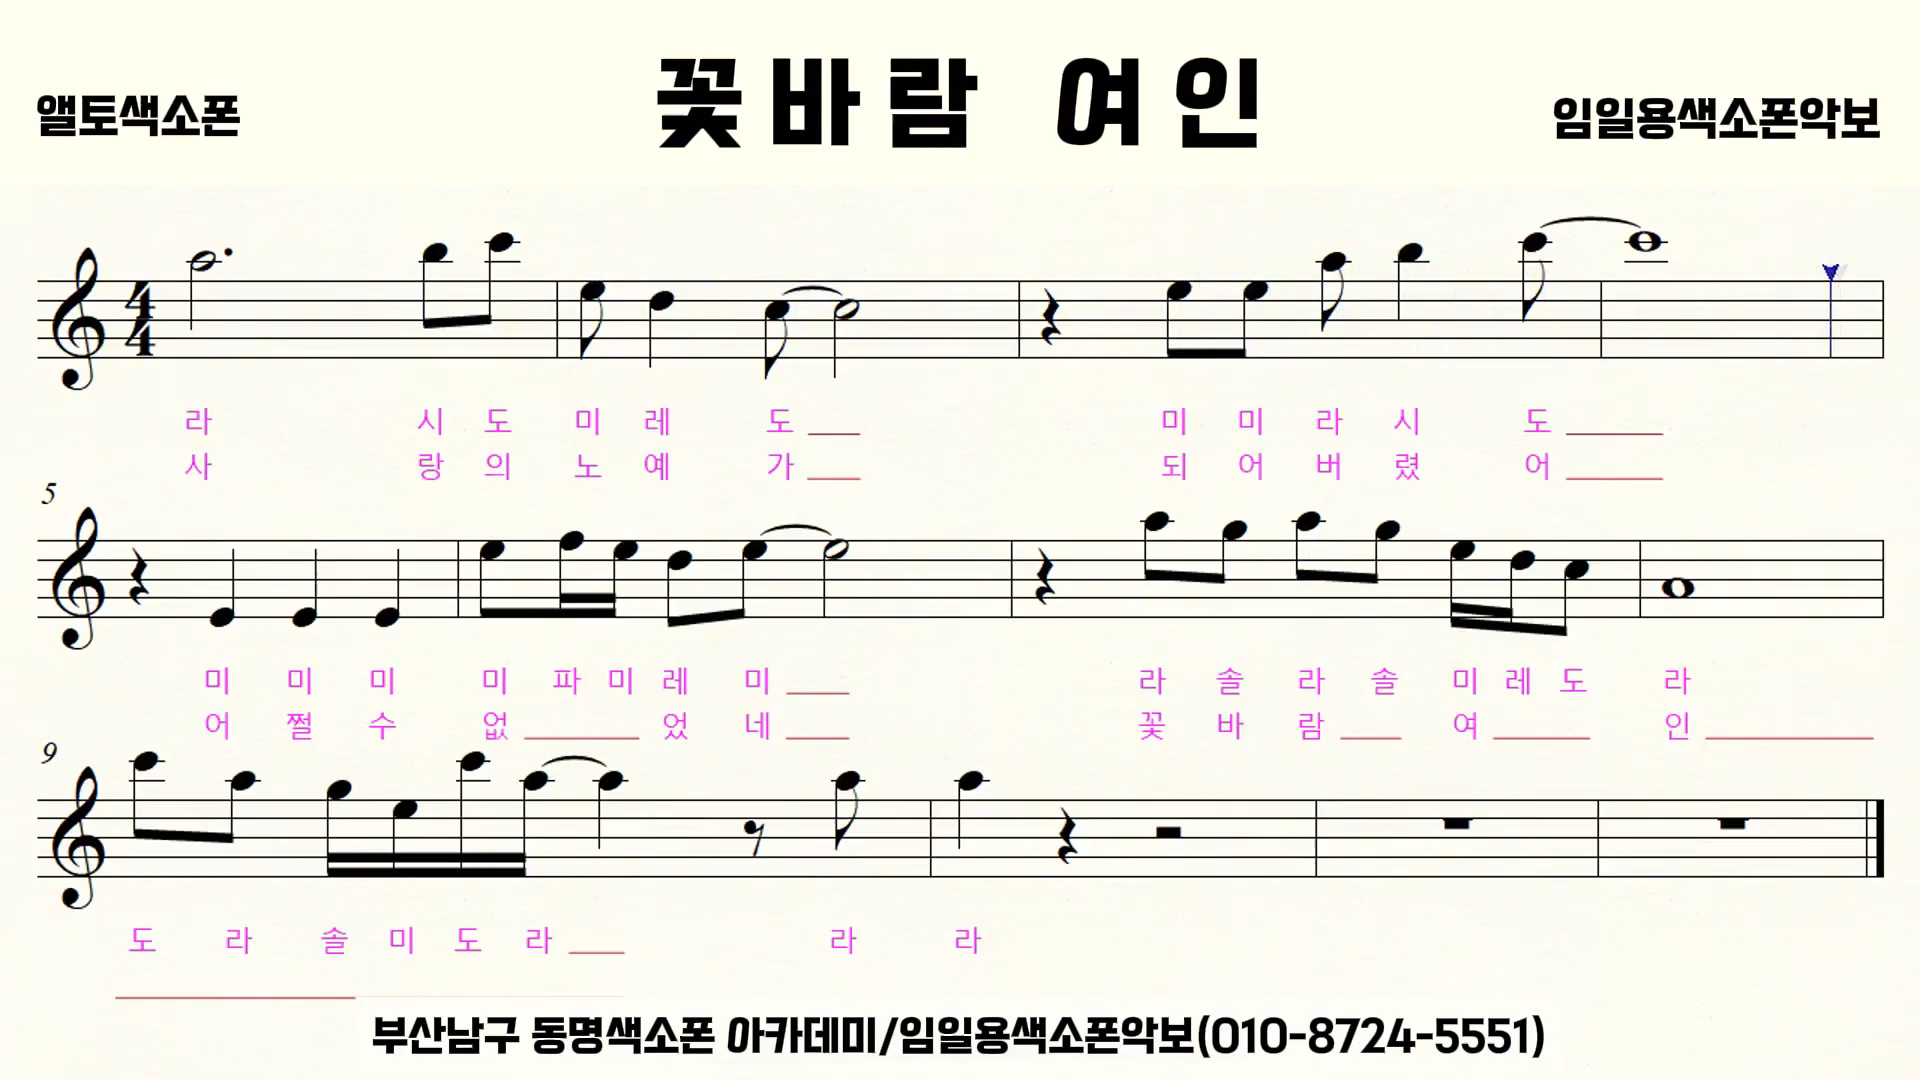 꽃바람 여인
앨토색소폰
임일용색소폰악보
4
4
라 시 도 미 레 도 미 미 라 시 도
사 랑 의 노 예 가 되 어 버 렸 어
5
미 미 미 미 파 미 레 미 라 솔 라 솔 미 레 도 라
어 쩔 수 없 었 네 꽃 바 람 여 인
9
도 라 솔 미 도 라 라 라
부산남구 동명색소폰 아카데미/임일용색소폰악보(010-8724-5551)